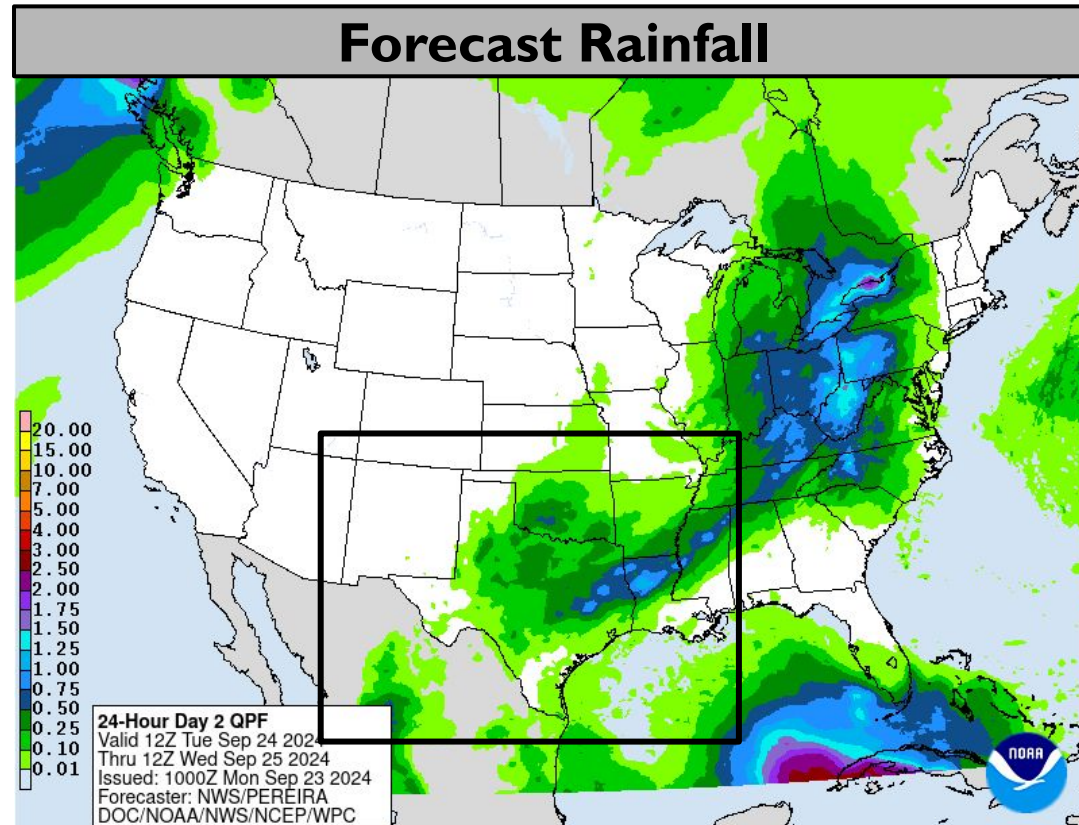 Forecast Rainfall
20.00
15.00
10.00
7.00
5.00
4.00
3.00
2.50
2.00
1.75
1.50
1.25
1.00
0.75
0.50
0.25
0.10
0.01
24-Hour Day 2 QPF
Valid 12Z Tue Sep 24 2024
Thru 12Z Wed Sep 25 2024
Issued: 1000Z Mon Sep 23 2024
Forecaster: NWS/PEREIRA
DOC/NOAA/NWS/NCEP/WPC
NOAA